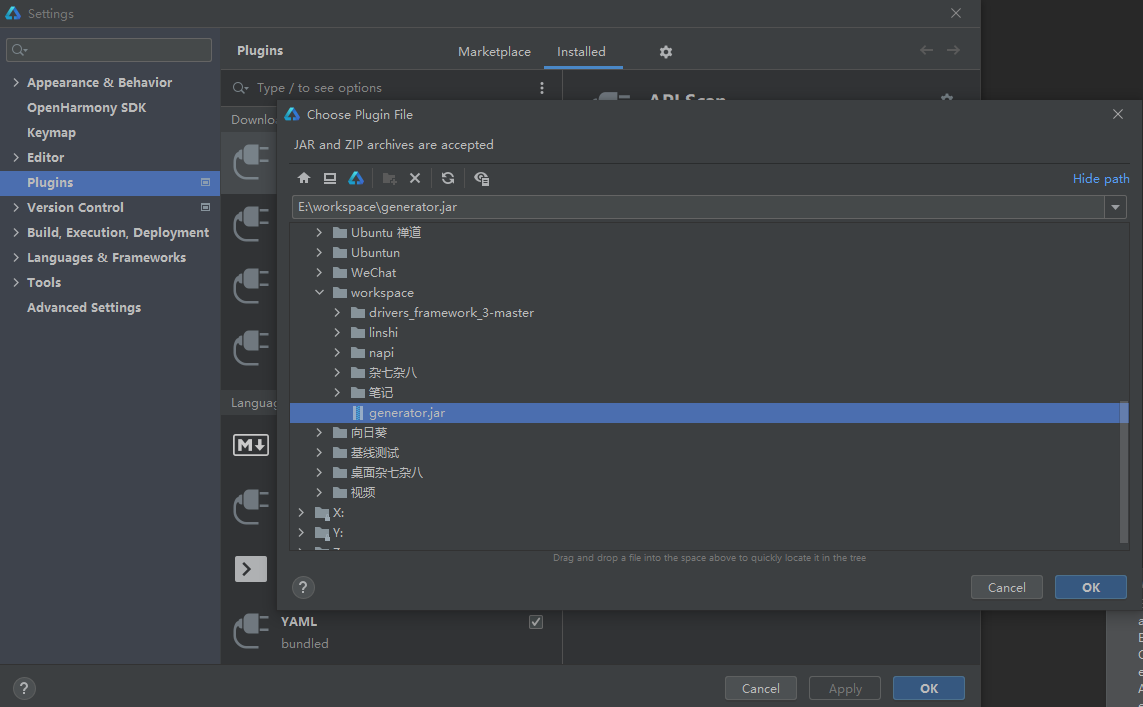 Settings
Plugins
Marketplace
Installed
Type / to see options
Appearance & Behavior
OpenHarmony SDK
Keymap
Editor
Plugins
Version Control
Build, Execution, Deployment
Languages & Frameworks
Tools
Advanced Settings
Choose Plugin File
JAR and ZIP archives are accepted
Hide path
E:\workspace\generator.jar
Ubuntu 禅道
Ubuntun
WeChat
workspace
drivers_framework_3-master
linshi
napi
杂七杂八
笔记
generator.jar
向日葵
基线测试
桌面杂七杂八
视频
X:
Y:
Drag and drop a file into the space above to quickly locate it in the tree
?
Cancel
OK
YAML
bundled
?
Cancel
Apply
OK